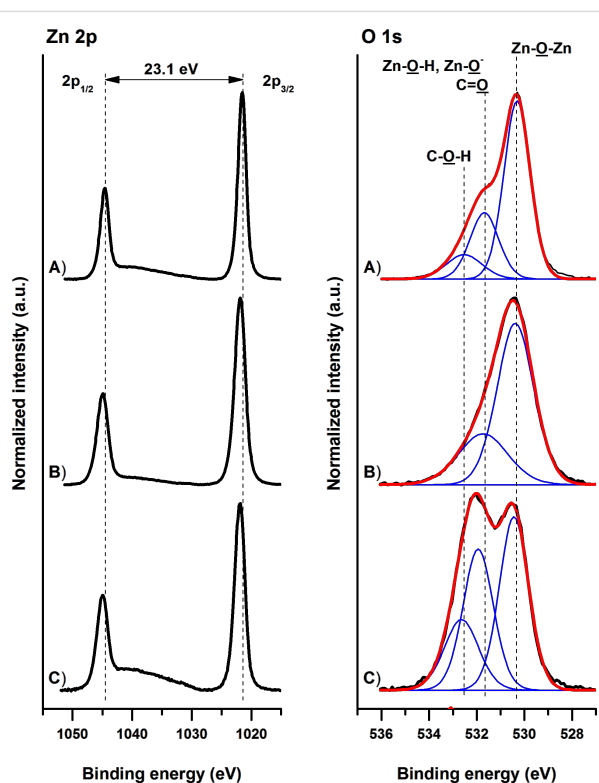 Zn 2p
2p1/2
23.1 eV
2p3/2
A)
B)
C)
Normalized intensity (a.u.)
1050 1040 1030 1020
Binding energy (eV)
O 1s
Zn-O-Zn
Zn-O-H, Zn-O-
C=O
C-O-H
A)
B)
C)
Normalized intensity (a.u.)
536 534 532 530 528
Binding energy (eV)